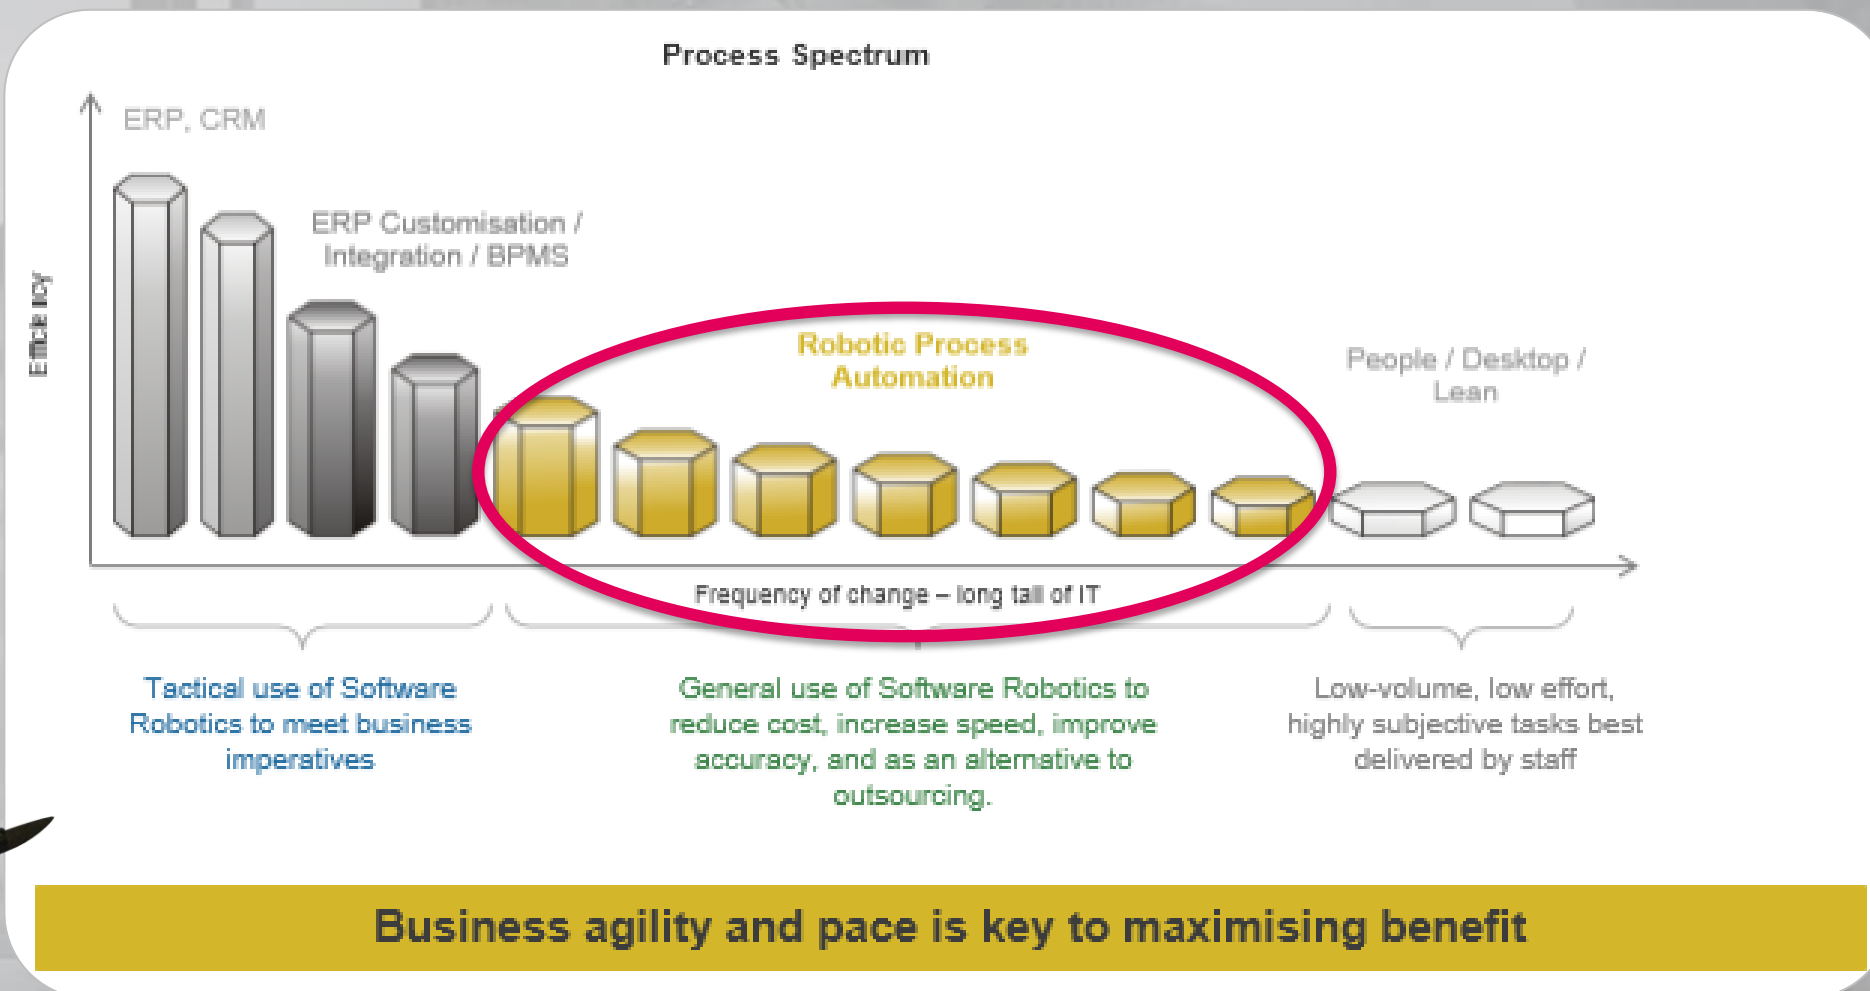 Process Spectrum
ERP, CRM
ERP Customisation /
Integration / BPMS
Efficiency
Robotic Process
Automation
People / Desktop /
Lean
Frequency of change – long tail of IT
Tactical use of Software
Robotics to meet business
imperatives
General use of Software Robotics to
reduce cost, increase speed, improve
accuracy, and as an alternative to
outsourcing.
Low-volume, low effort,
highly subjective tasks best
delivered by staff
Business agility and pace is key to maximising benefit